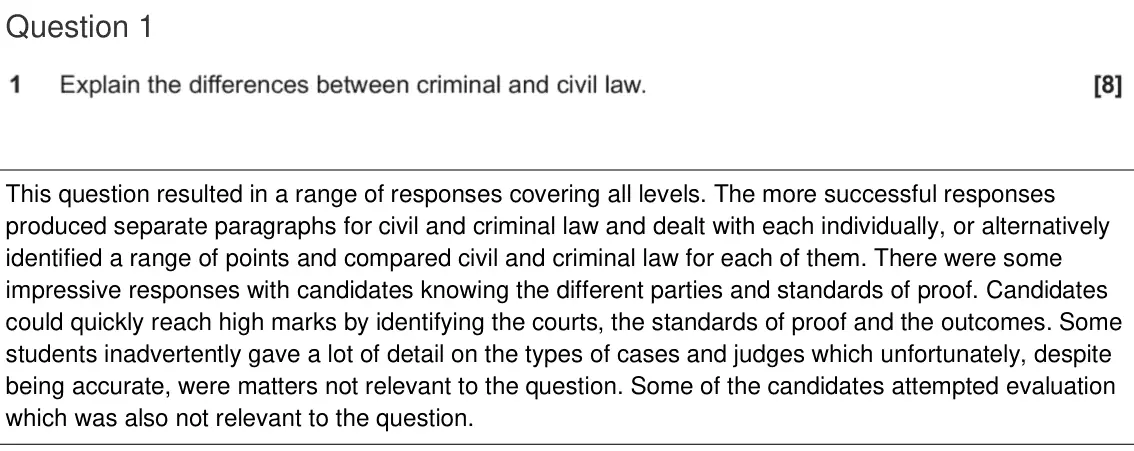 Question 1
1 Explain the differences between criminal and civil law. [8]
This question resulted in a range of responses covering all levels. The more successful responses
produced separate paragraphs for civil and criminal law and dealt with each individually, or alternatively
identified a range of points and compared civil and criminal law for each of them. There were some
impressive responses with candidates knowing the different parties and standards of proof. Candidates
could quickly reach high marks by identifying the courts, the standards of proof and the outcomes. Some
students inadvertently gave a lot of detail on the types of cases and judges which unfortunately, despite
being accurate, were matters not relevant to the question. Some of the candidates attempted evaluation
which was also not relevant to the question.